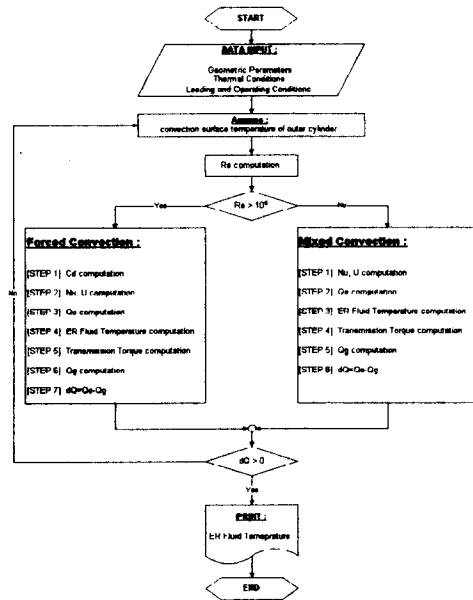 START
DATA INPUT :
Geometric Parameters
Thermal Conditions
Loading and Operating Conditions
Assume :
convection surface temperature of outer cylinder
Re computation
Yes
Re > 10⁵
No
Forced Convection :
[STEP 1] Cd computation
[STEP 2] Nu, U computation
[STEP 3] Qe computation
[STEP 4] ER Fluid Temperature computation
[STEP 5] Transmission Torque computation
[STEP 6] Qg computation
[STEP 7] dQ=Qe-Qg
Mixed Convection :
[STEP 1] Nu, U computation
[STEP 2] Qe computation
[STEP 3] ER Fluid Temperature computation
[STEP 4] Transmission Torque computation
[STEP 5] Qg computation
[STEP 6] dQ=Qe-Qg
No
dQ > 0
Yes
PRINT :
ER Fluid Temeprature
END